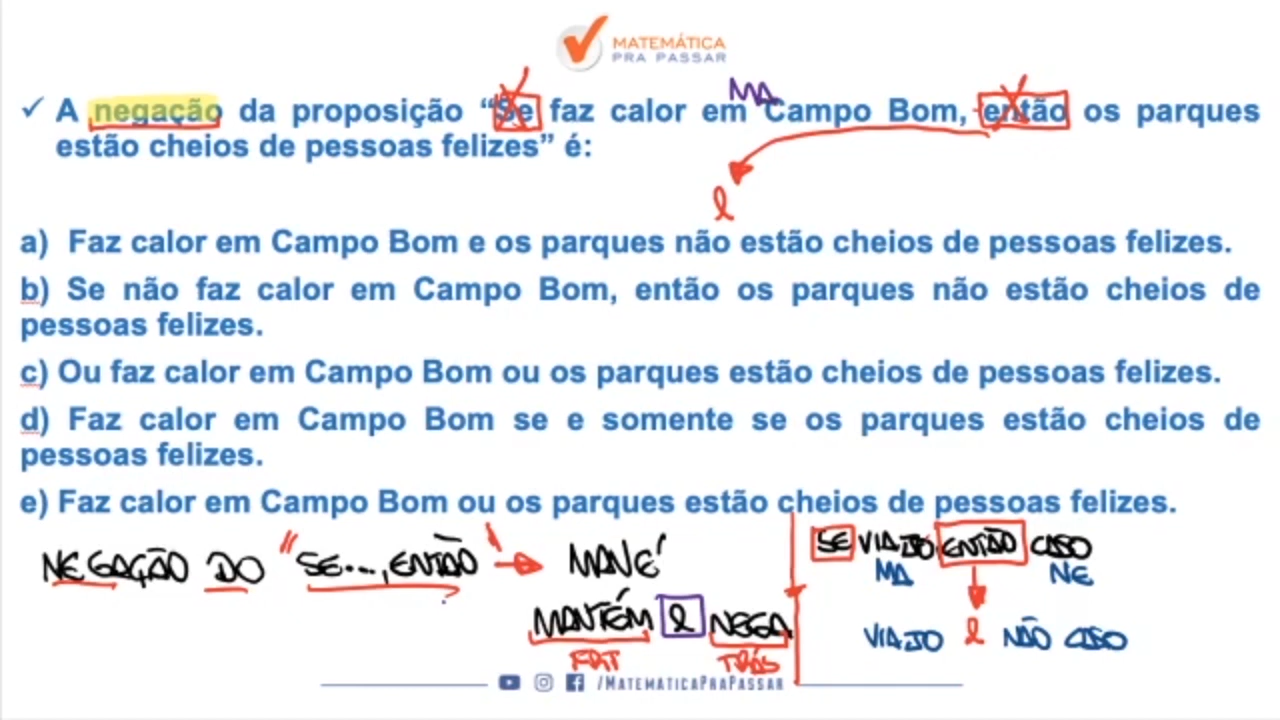 MATEMÁTICA
PRA PASSAR
MA
✓ A negação da proposição “Se faz calor em Campo Bom, então os parques
estão cheios de pessoas felizes” é:
e
a) Faz calor em Campo Bom e os parques não estão cheios de pessoas felizes.
b) Se não faz calor em Campo Bom, então os parques não estão cheios de
pessoas felizes.
c) Ou faz calor em Campo Bom ou os parques estão cheios de pessoas felizes.
d) Faz calor em Campo Bom se e somente se os parques estão cheios de
pessoas felizes.
e) Faz calor em Campo Bom ou os parques estão cheios de pessoas felizes.
NEGAÇÃO DO "SE..., ENTÃO" → MANÉ
MANTÉM e NEGA
FRT TRÁS
SE VIAJO ENTÃO CASO
MA NE
VIAJO e NÃO CASO
/MATEMATICAPRAPASSAR